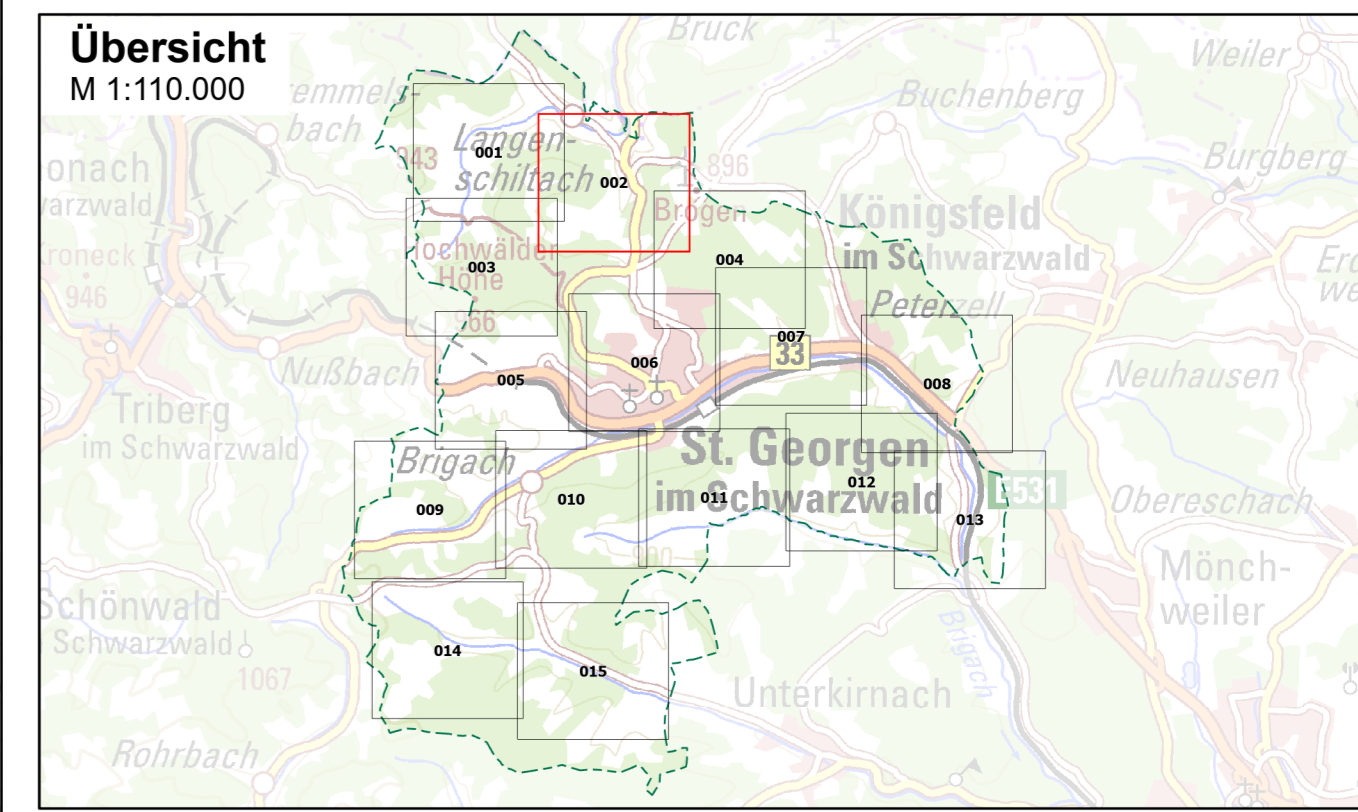 Übersicht
M 1:110.000
Bruck
Weiler
emmels-
bach
Buchenberg
Langen-
schiltach
943
001
002
896
Burgberg
onach
Brogen
Königsfeld
im Schwarzwald
Hochwälder
Höhe
966
003
004
roneck
946
Peterzell
007
33
006
Nußbach
005
008
Neuhausen
Triberg
im Schwarzwald
St. Georgen
im Schwarzwald
Brigach
009
010
011
012
013
E531
Obereschach
900
Mönch-
weiler
Schönwald
Schwarzwald
1067
014
015
Brigach
Unterkirnach
Rohrbach